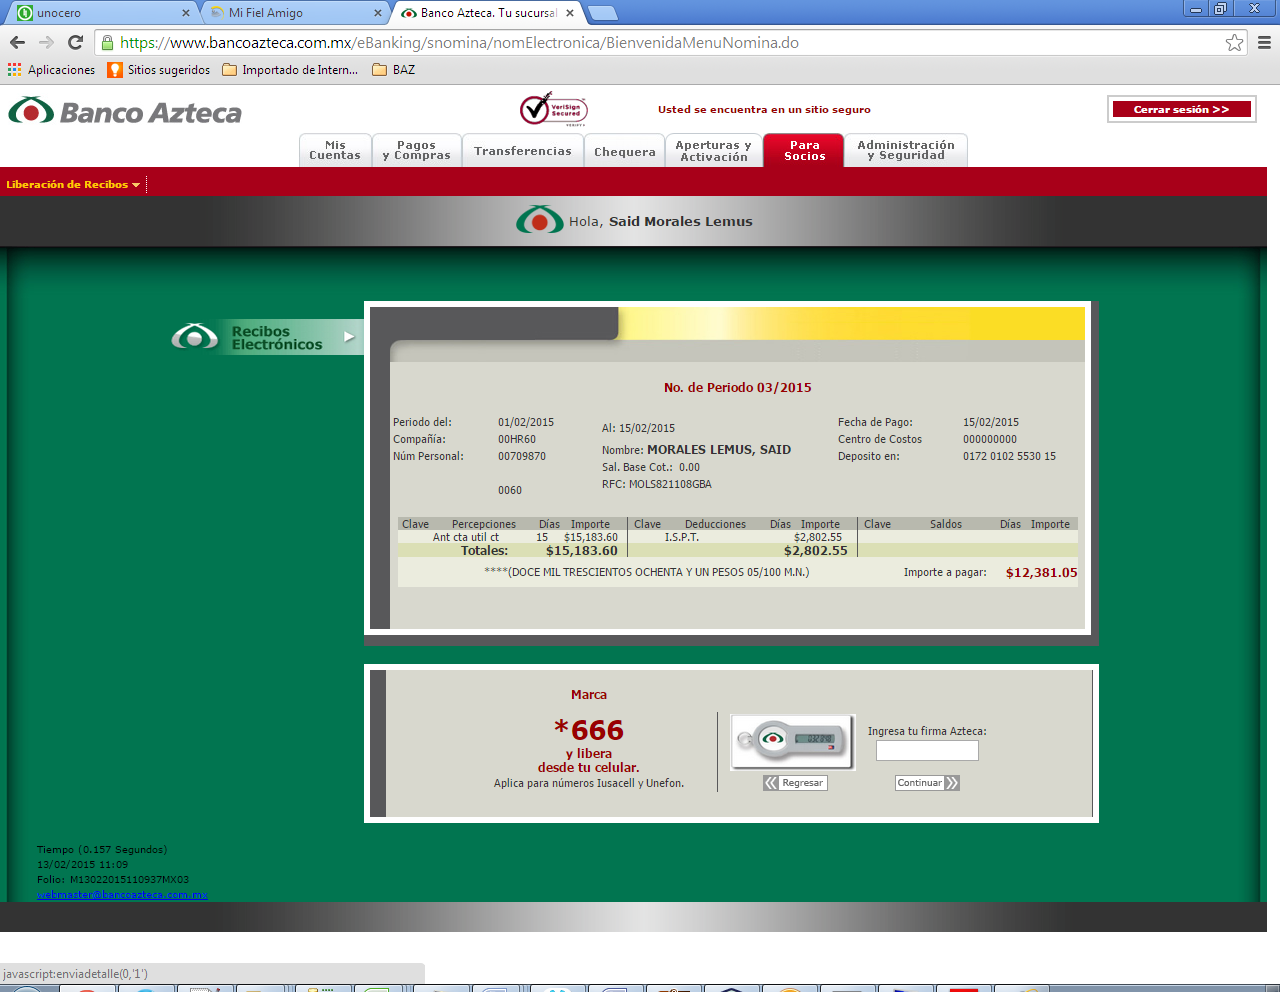 unocero
Mi Fiel Amigo
Banco Azteca. Tu sucursal
https://www.bancoazteca.com.mx/eBanking/snomina/nomElectronica/BienvenidaMenuNomina.do
Aplicaciones
Sitios sugeridos
Importado de Intern...
BAZ
Banco Azteca
VeriSign
Secured
VERIFY
Usted se encuentra en un sitio seguro
Cerrar sesión >>
Mis
Cuentas
Pagos
y Compras
Transferencias
Chequera
Aperturas y
Activación
Para
Socios
Administración
y Seguridad
Liberación de Recibos
Hola, Said Morales Lemus
Recibos
Electrónicos
No. de Periodo 03/2015
Periodo del: 01/02/2015 Al: 15/02/2015 Fecha de Pago: 15/02/2015
Compañía: 00HR60 Nombre: MORALES LEMUS, SAID Centro de Costos 000000000
Núm Personal: 00709870 Sal. Base Cot.: 0.00 Deposito en: 0172 0102 5530 15
0060 RFC: MOLS821108GBA
Clave Percepciones Días Importe Clave Deducciones Días Importe Clave Saldos Días Importe
Ant cta util ct 15 $15,183.60 I.S.P.T. $2,802.55
Totales: $15,183.60 $2,802.55
****(DOCE MIL TRESCIENTOS OCHENTA Y UN PESOS 05/100 M.N.) Importe a pagar: $12,381.05
Marca
*666
y libera
desde tu celular.
Aplica para números Iusacell y Unefon.
Regresar
Ingresa tu firma Azteca:
Continuar
Tiempo (0.157 Segundos)
13/02/2015 11:09
Folio: M13022015110937MX03
webmaster@bancoazteca.com.mx
javascript:enviadetalle(0,'1')